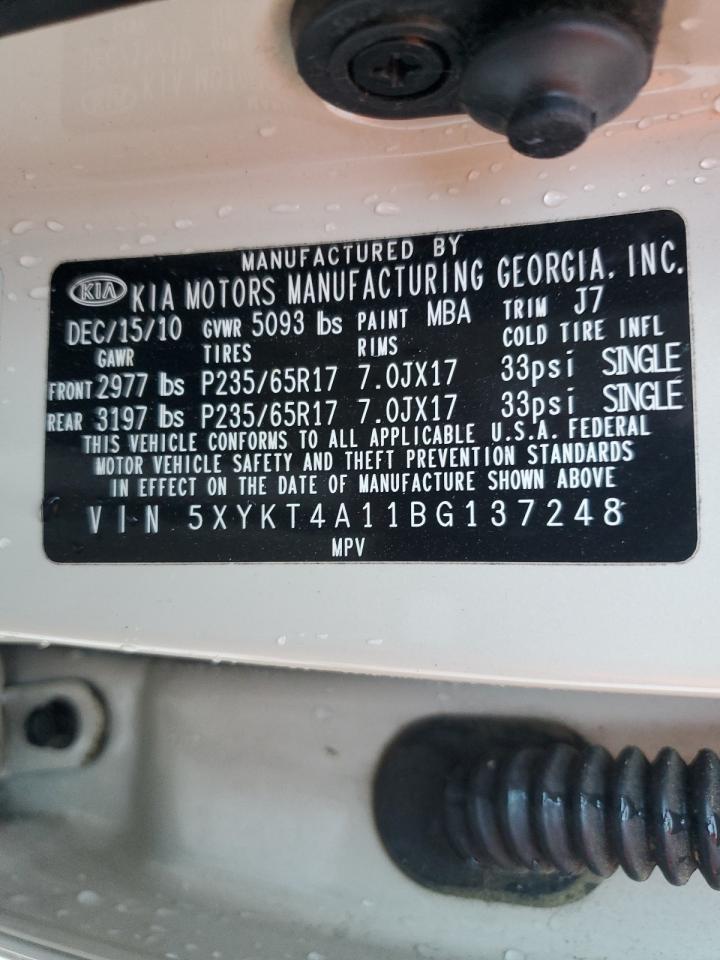 MANUFACTURED BY
KIA KIA MOTORS MANUFACTURING GEORGIA, INC.
DEC/15/10 GVWR 5093 lbs PAINT MBA TRIM J7
GAWR TIRES RIMS COLD TIRE INFL
FRONT 2977 lbs P235/65R17 7.0JX17 33psi SINGLE
REAR 3197 lbs P235/65R17 7.0JX17 33psi SINGLE
THIS VEHICLE CONFORMS TO ALL APPLICABLE U.S.A. FEDERAL
MOTOR VEHICLE SAFETY AND THEFT PREVENTION STANDARDS
IN EFFECT ON THE DATE OF MANUFACTURE SHOWN ABOVE
VIN 5XYKT4A11BG137248
MPV